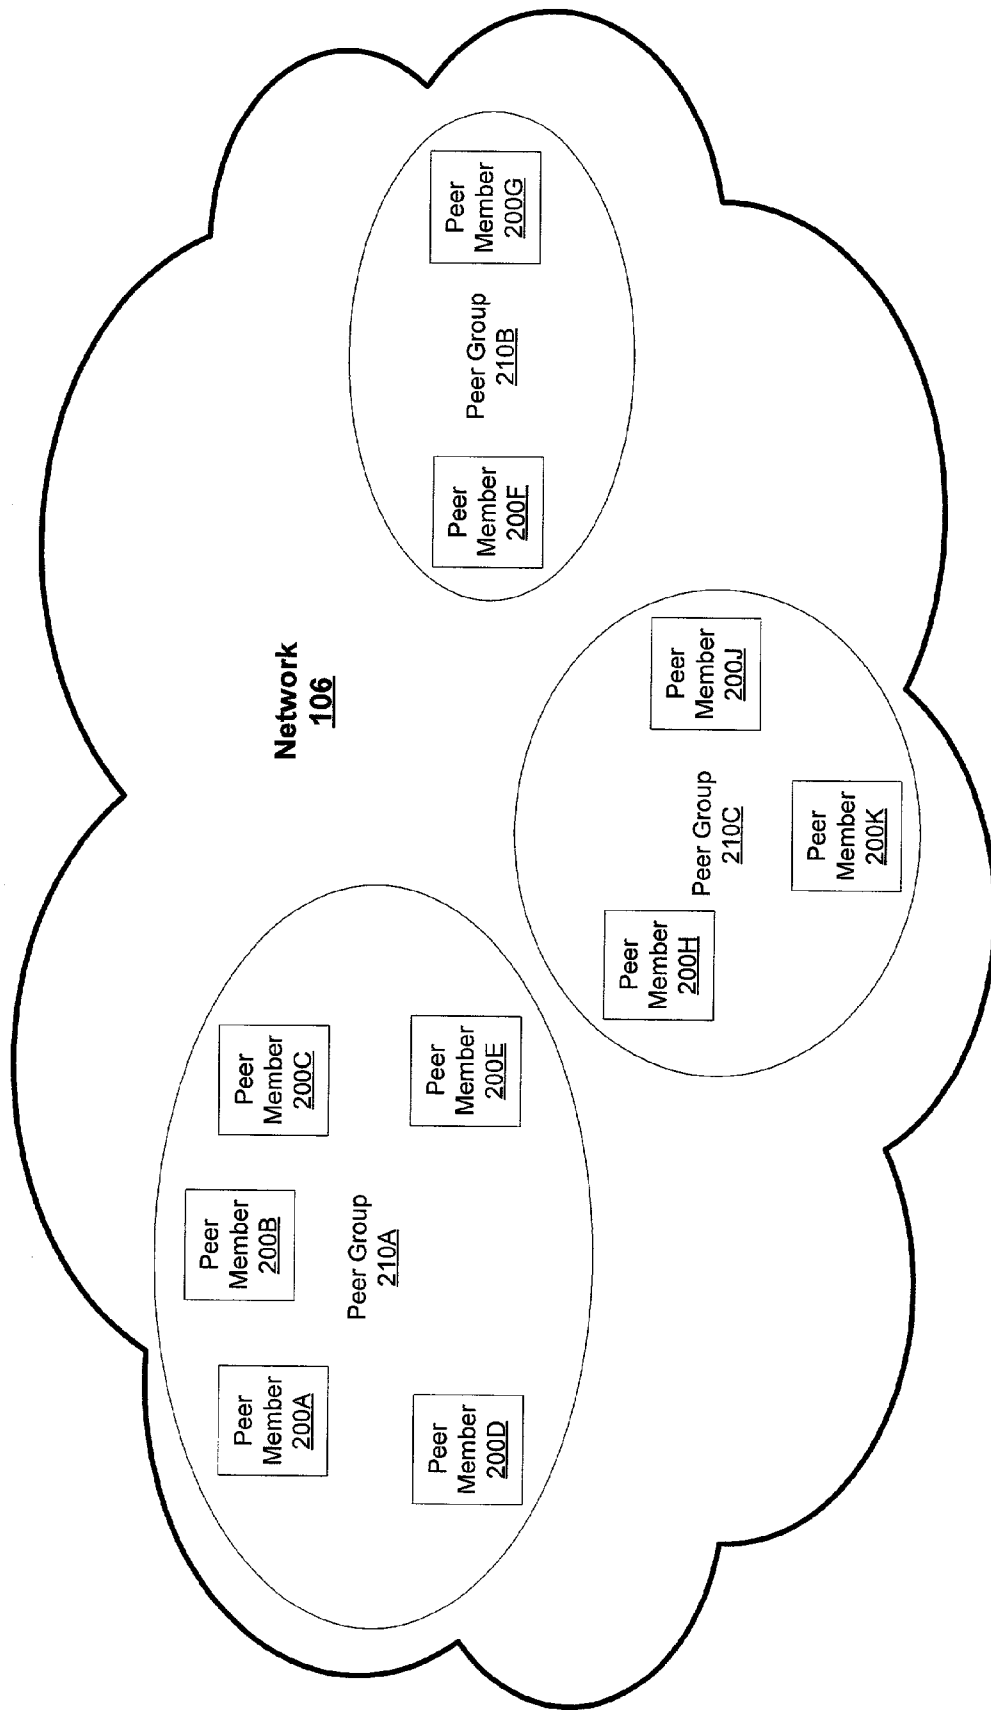 Network
106
Peer
Member
200A
Peer
Member
200B
Peer
Member
200C
Peer Group
210A
Peer
Member
200D
Peer
Member
200E
Peer
Member
200F
Peer Group
210B
Peer
Member
200G
Peer
Member
200H
Peer Group
210C
Peer
Member
200J
Peer
Member
200K